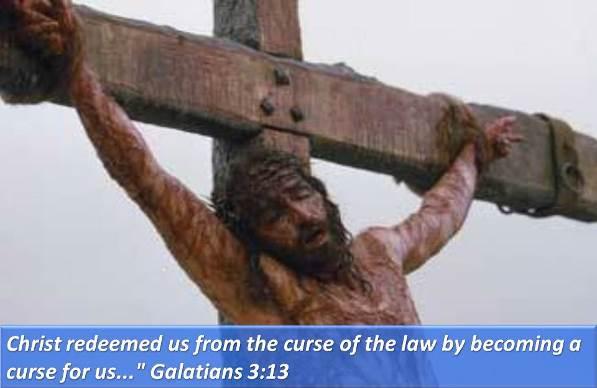 Christ redeemed us from the curse of the law by becoming a
curse for us..." Galatians 3:13